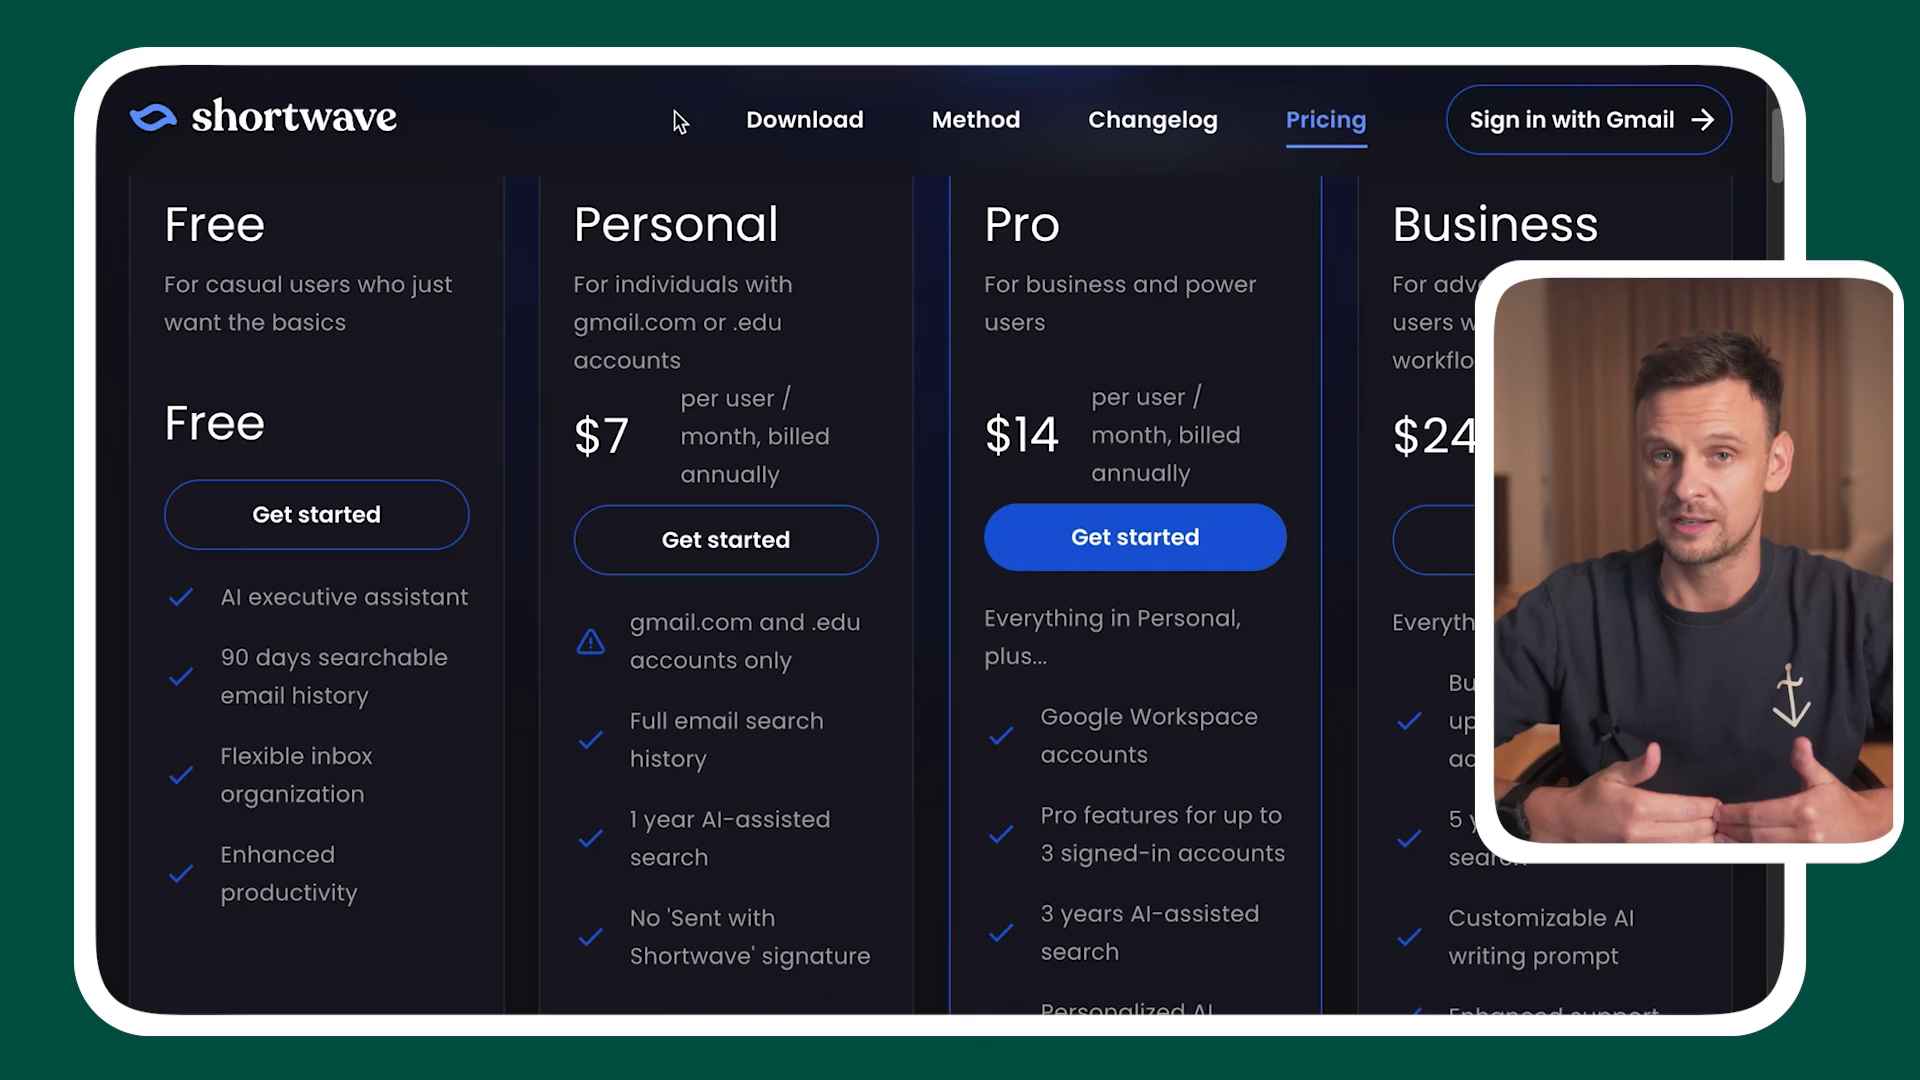 shortwave
Download
Method
Changelog
Pricing
Sign in with Gmail
Free
For casual users who just
want the basics
Free
Get started
AI executive assistant
90 days searchable
email history
Flexible inbox
organization
Enhanced
productivity
Personal
For individuals with
gmail.com or .edu
accounts
$7
per user /
month, billed
annually
Get started
gmail.com and .edu
accounts only
Full email search
history
1 year AI-assisted
search
No 'Sent with
Shortwave' signature
Pro
For business and power
users
$14
per user /
month, billed
annually
Get started
Everything in Personal,
plus...
Google Workspace
accounts
Pro features for up to
3 signed-in accounts
3 years AI-assisted
search
Personalized AI
Business
For
users
$24
5
search
Customizable AI
writing prompt
Enhanced support